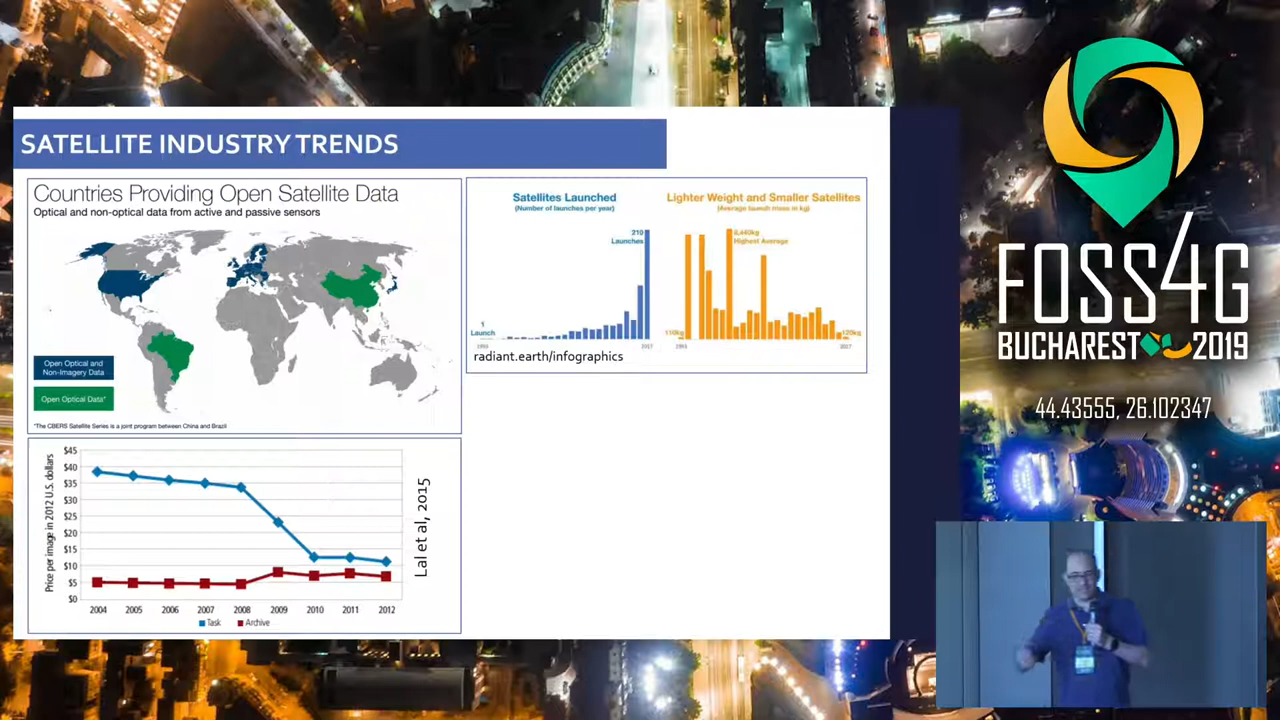 SATELLITE INDUSTRY TRENDS
Countries Providing Open Satellite Data
Optical and non-optical data from active and passive sensors
Open Optical and
Non-Imagery Data
Open Optical Data*
*The CBERS Satellite Series is a joint program between China and Brazil
Satellites Launched
(Number of launches per year)
210
Launches
1
Launch
2017
radiant.earth/infographics
Lighter Weight and Smaller Satellites
(Average launch mass in kg)
Highest Average
110kg
120kg
2017
Price per image in 2012 U.S. dollars
$45
$40
$35
$30
$25
$20
$15
$10
$5
$0
2004 2005 2006 2007 2008 2009 2010 2011 2012
Task Archive
Lal et al, 2015
FOSS4G
BUCHAREST 2019
44.43555, 26.102347